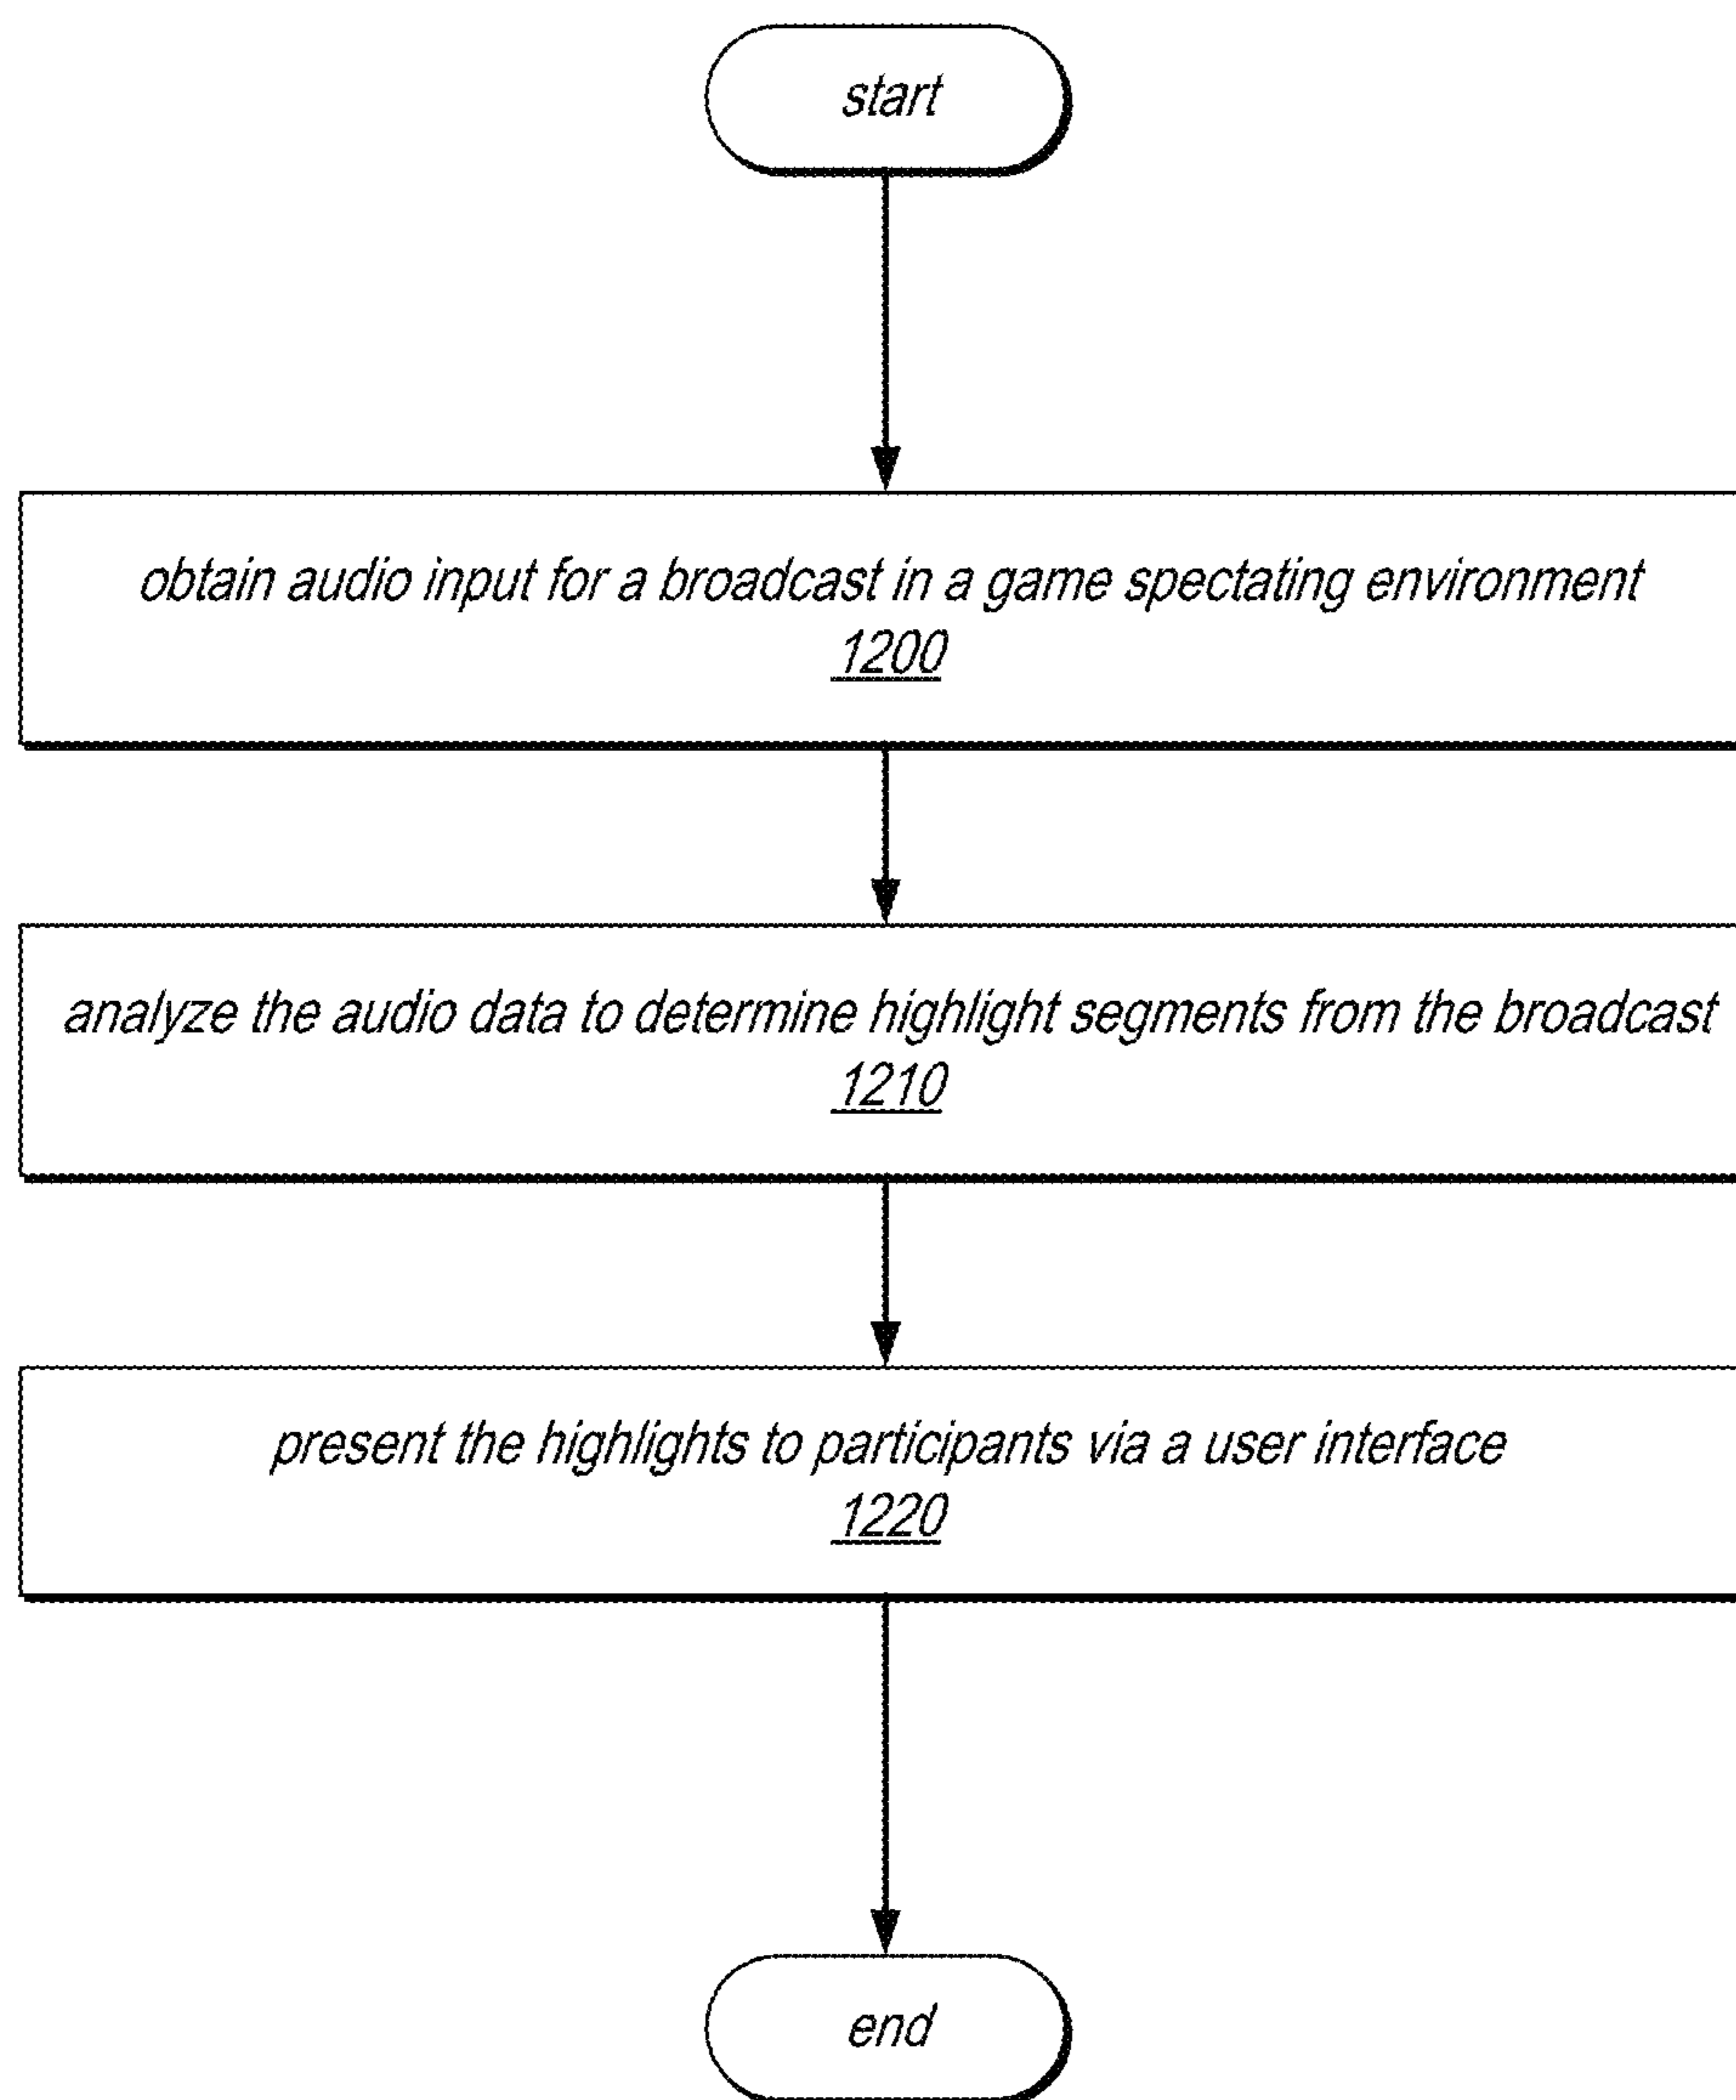 start
obtain audio input for a broadcast in a game spectating environment
1200
analyze the audio data to determine highlight segments from the broadcast
1210
present the highlights to participants via a user interface
1220
end